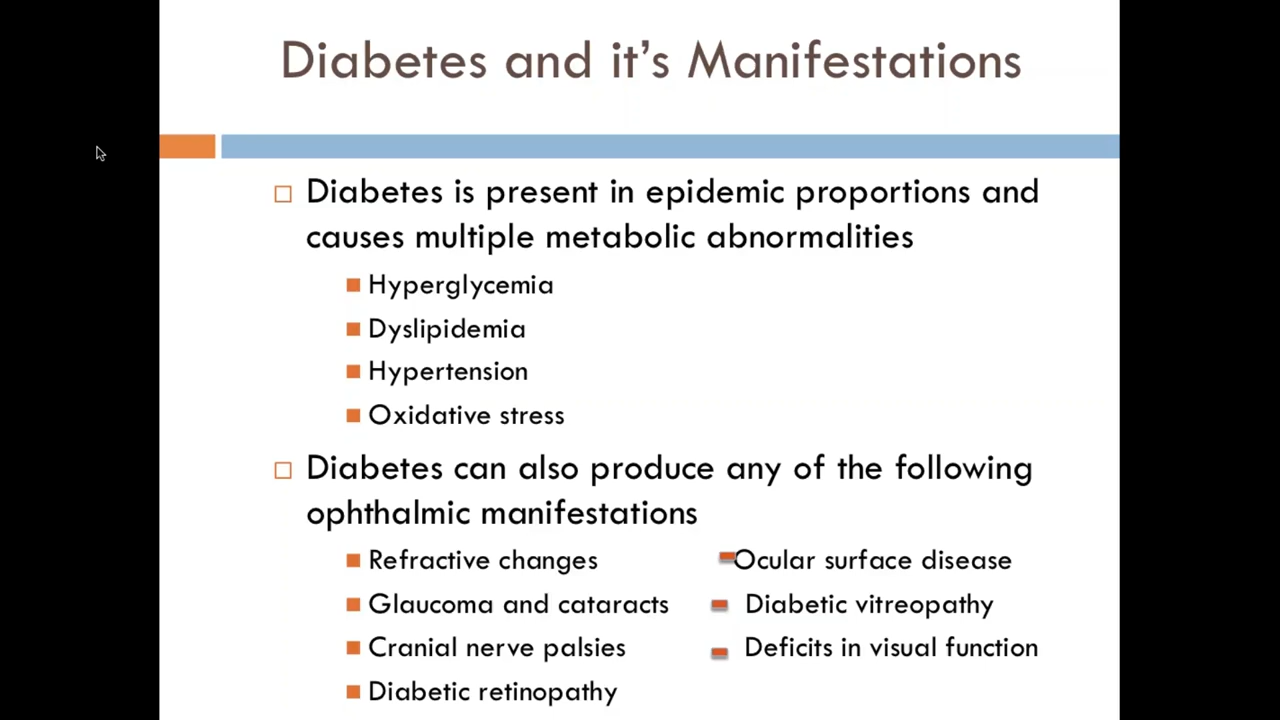 Diabetes and it's Manifestations
Diabetes is present in epidemic proportions and
causes multiple metabolic abnormalities
Hyperglycemia
Dyslipidemia
Hypertension
Oxidative stress
Diabetes can also produce any of the following
ophthalmic manifestations
Refractive changes
Glaucoma and cataracts
Cranial nerve palsies
Diabetic retinopathy
Ocular surface disease
Diabetic vitreopathy
Deficits in visual function